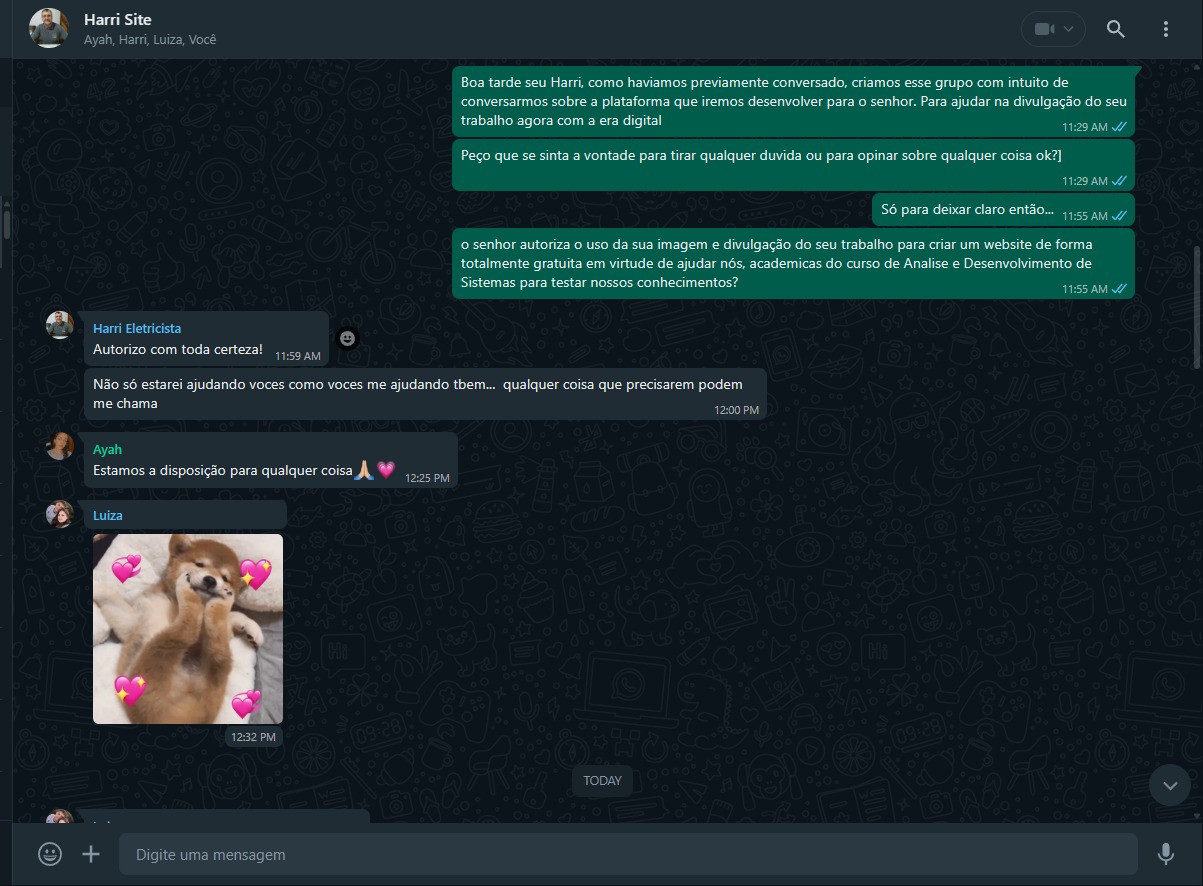 Harri Site
Ayah, Harri, Luiza, Você
Boa tarde seu Harri, como haviamos previamente conversado, criamos esse grupo com intuito de
conversarmos sobre a plataforma que iremos desenvolver para o senhor. Para ajudar na divulgação do seu
trabalho agora com a era digital
11:29 AM
Peço que se sinta a vontade para tirar qualquer duvida ou para opinar sobre qualquer coisa ok?]
11:29 AM
Só para deixar claro então... 11:55 AM
o senhor autoriza o uso da sua imagem e divulgação do seu trabalho para criar um website de forma
totalmente gratuita em virtude de ajudar nós, academicas do curso de Analise e Desenvolvimento de
Sistemas para testar nossos conhecimentos?
11:55 AM
Harri Eletricista
Autorizo com toda certeza! 11:59 AM
Não só estarei ajudando voces como voces me ajudando tbem... qualquer coisa que precisarem podem
me chama
12:00 PM
Ayah
Estamos a disposição para qualquer coisa🙏🏼💗 12:25 PM
Luiza
12:32 PM
TODAY
Digite uma mensagem